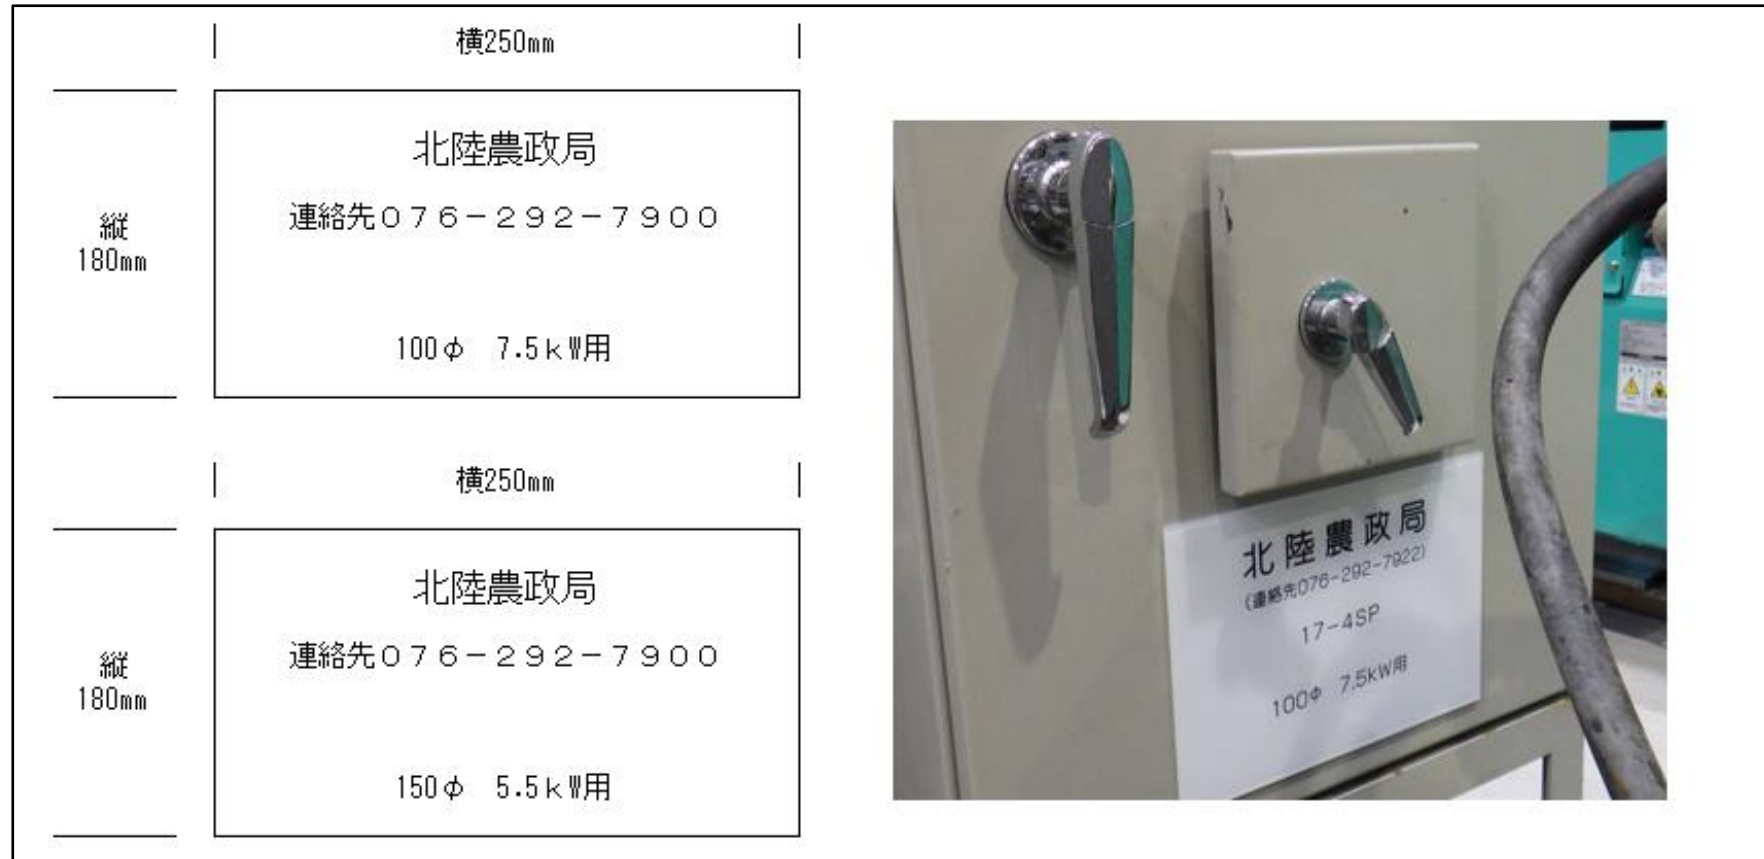 横250mm
北陸農政局
連絡先076-292-7900
縦
180mm
100φ 7.5kW用
横250mm
北陸農政局
連絡先076-292-7900
縦
180mm
150φ 5.5kW用
北陸農政局
(連絡先076-292-7922)
17-4SP
100φ 7.5kW用